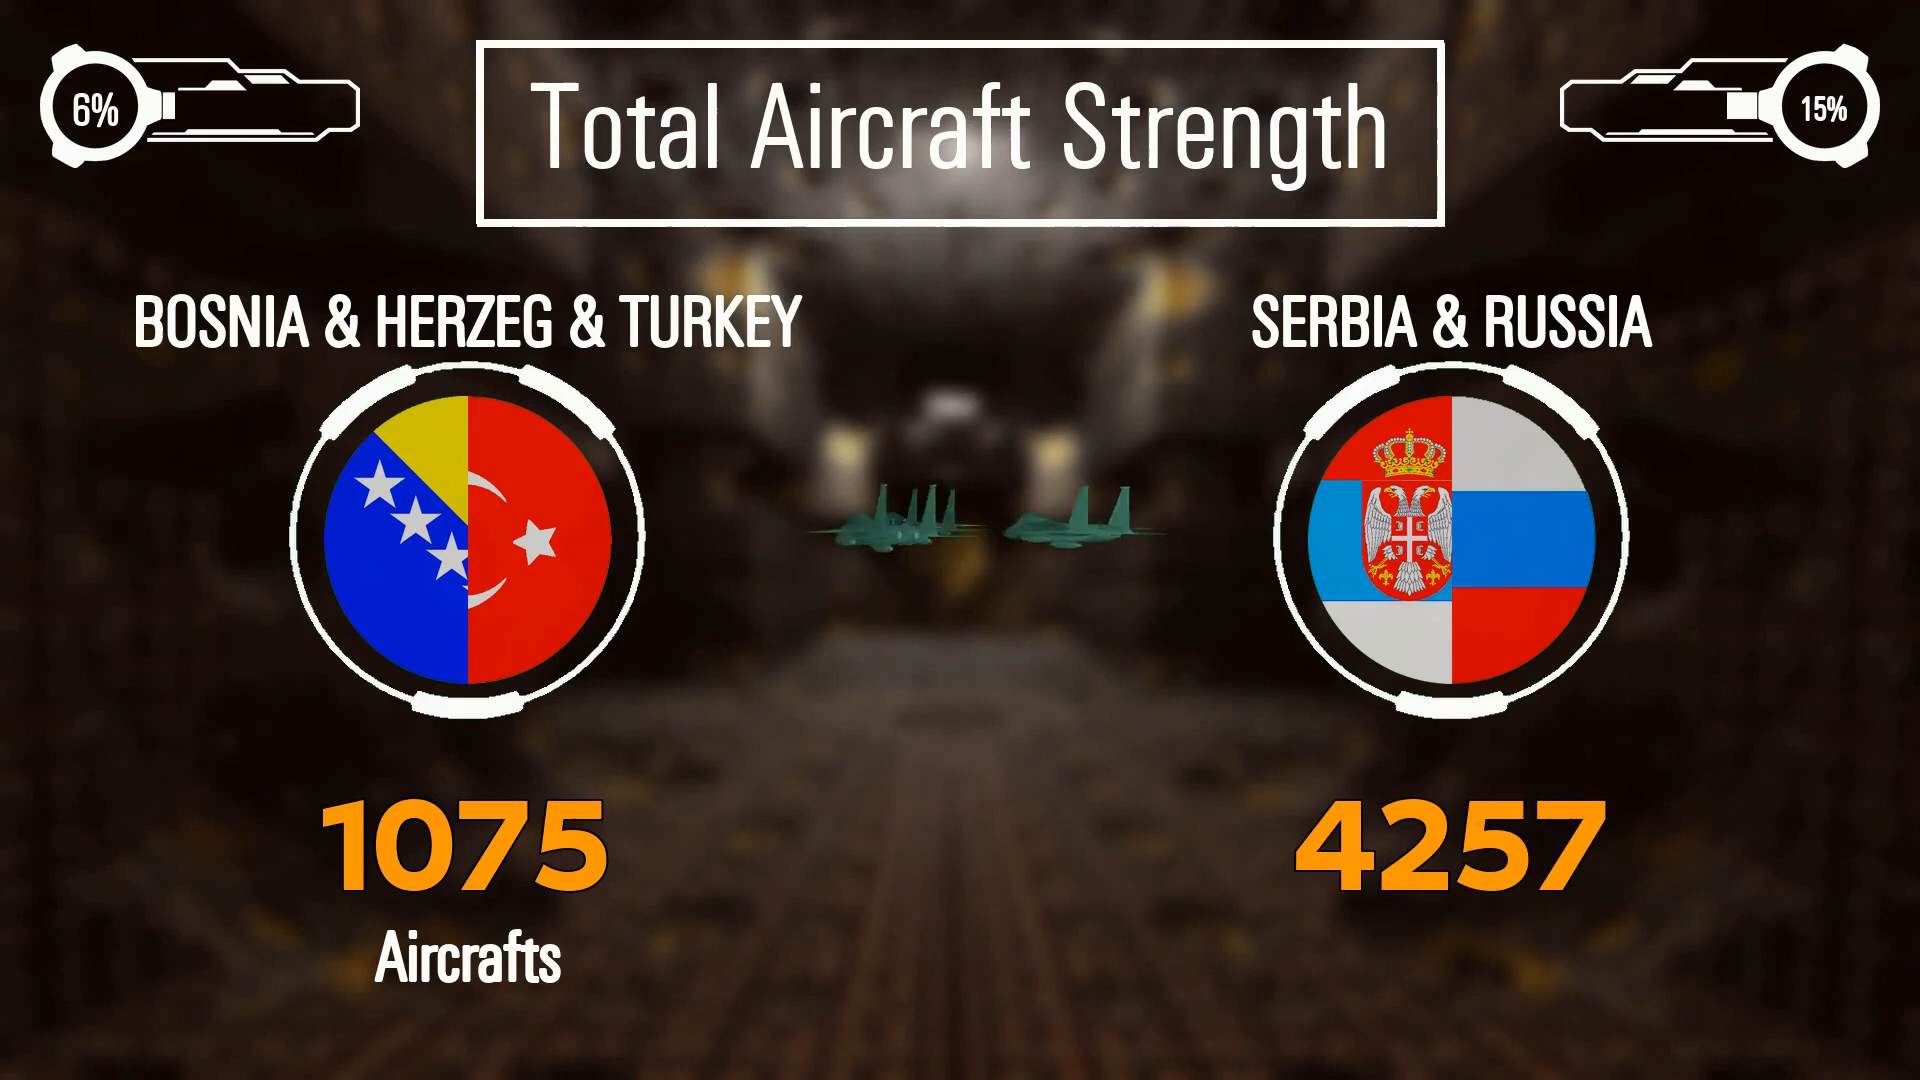 6%
Total Aircraft Strength
15%
BOSNIA & HERZEG & TURKEY
SERBIA & RUSSIA
1075
4257
Aircrafts